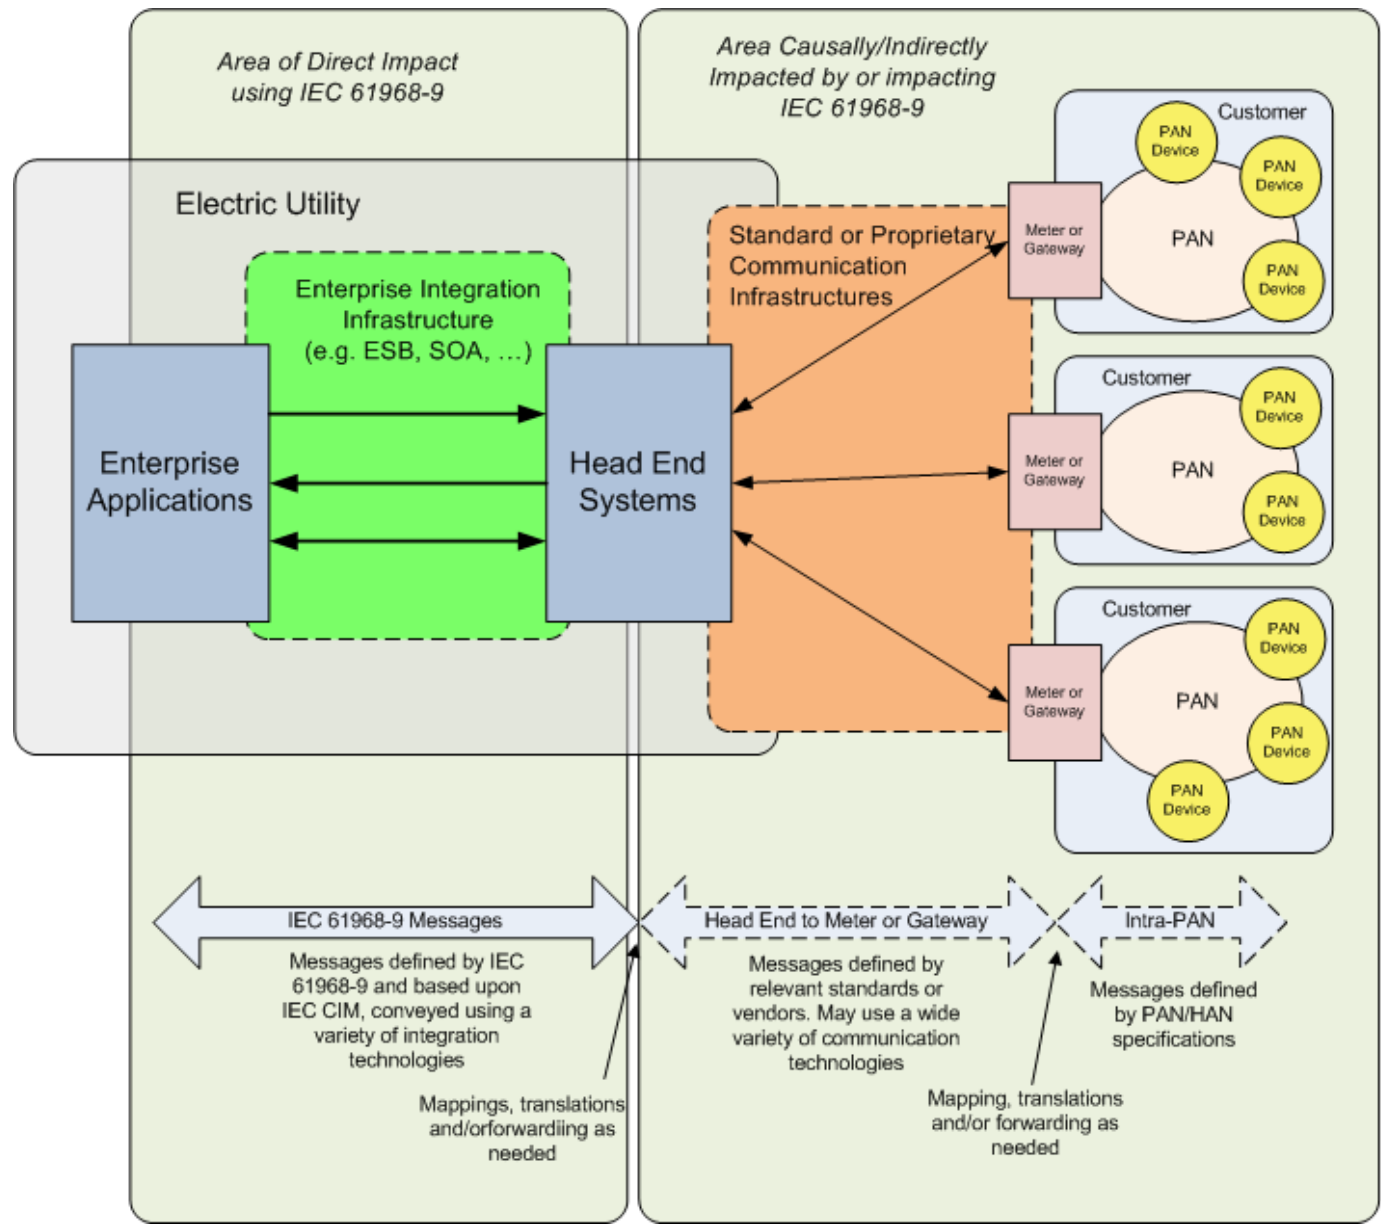 Area of Direct Impact
using IEC 61968-9
Area Causally/Indirectly
Impacted by or impacting
IEC 61968-9
Electric Utility
Enterprise Integration
Infrastructure
(e.g. ESB, SOA, …)
Enterprise
Applications
Head End
Systems
Standard or Proprietary
Communication
Infrastructures
Customer
PAN
Device
PAN
Device
PAN
Device
PAN
Meter or
Gateway
Customer
PAN
Device
PAN
Device
PAN
Meter or
Gateway
Customer
PAN
Device
PAN
Device
PAN
Device
PAN
Meter or
Gateway
IEC 61968-9 Messages
Messages defined by IEC
61968-9 and based upon
IEC CIM, conveyed using a
variety of integration
technologies
Mappings, translations
and/orforwardiing as
needed
Head End to Meter or Gateway
Messages defined by
relevant standards or
vendors. May use a wide
variety of communication
technologies
Mapping, translations
and/or forwarding as
needed
Intra-PAN
Messages defined
by PAN/HAN
specifications